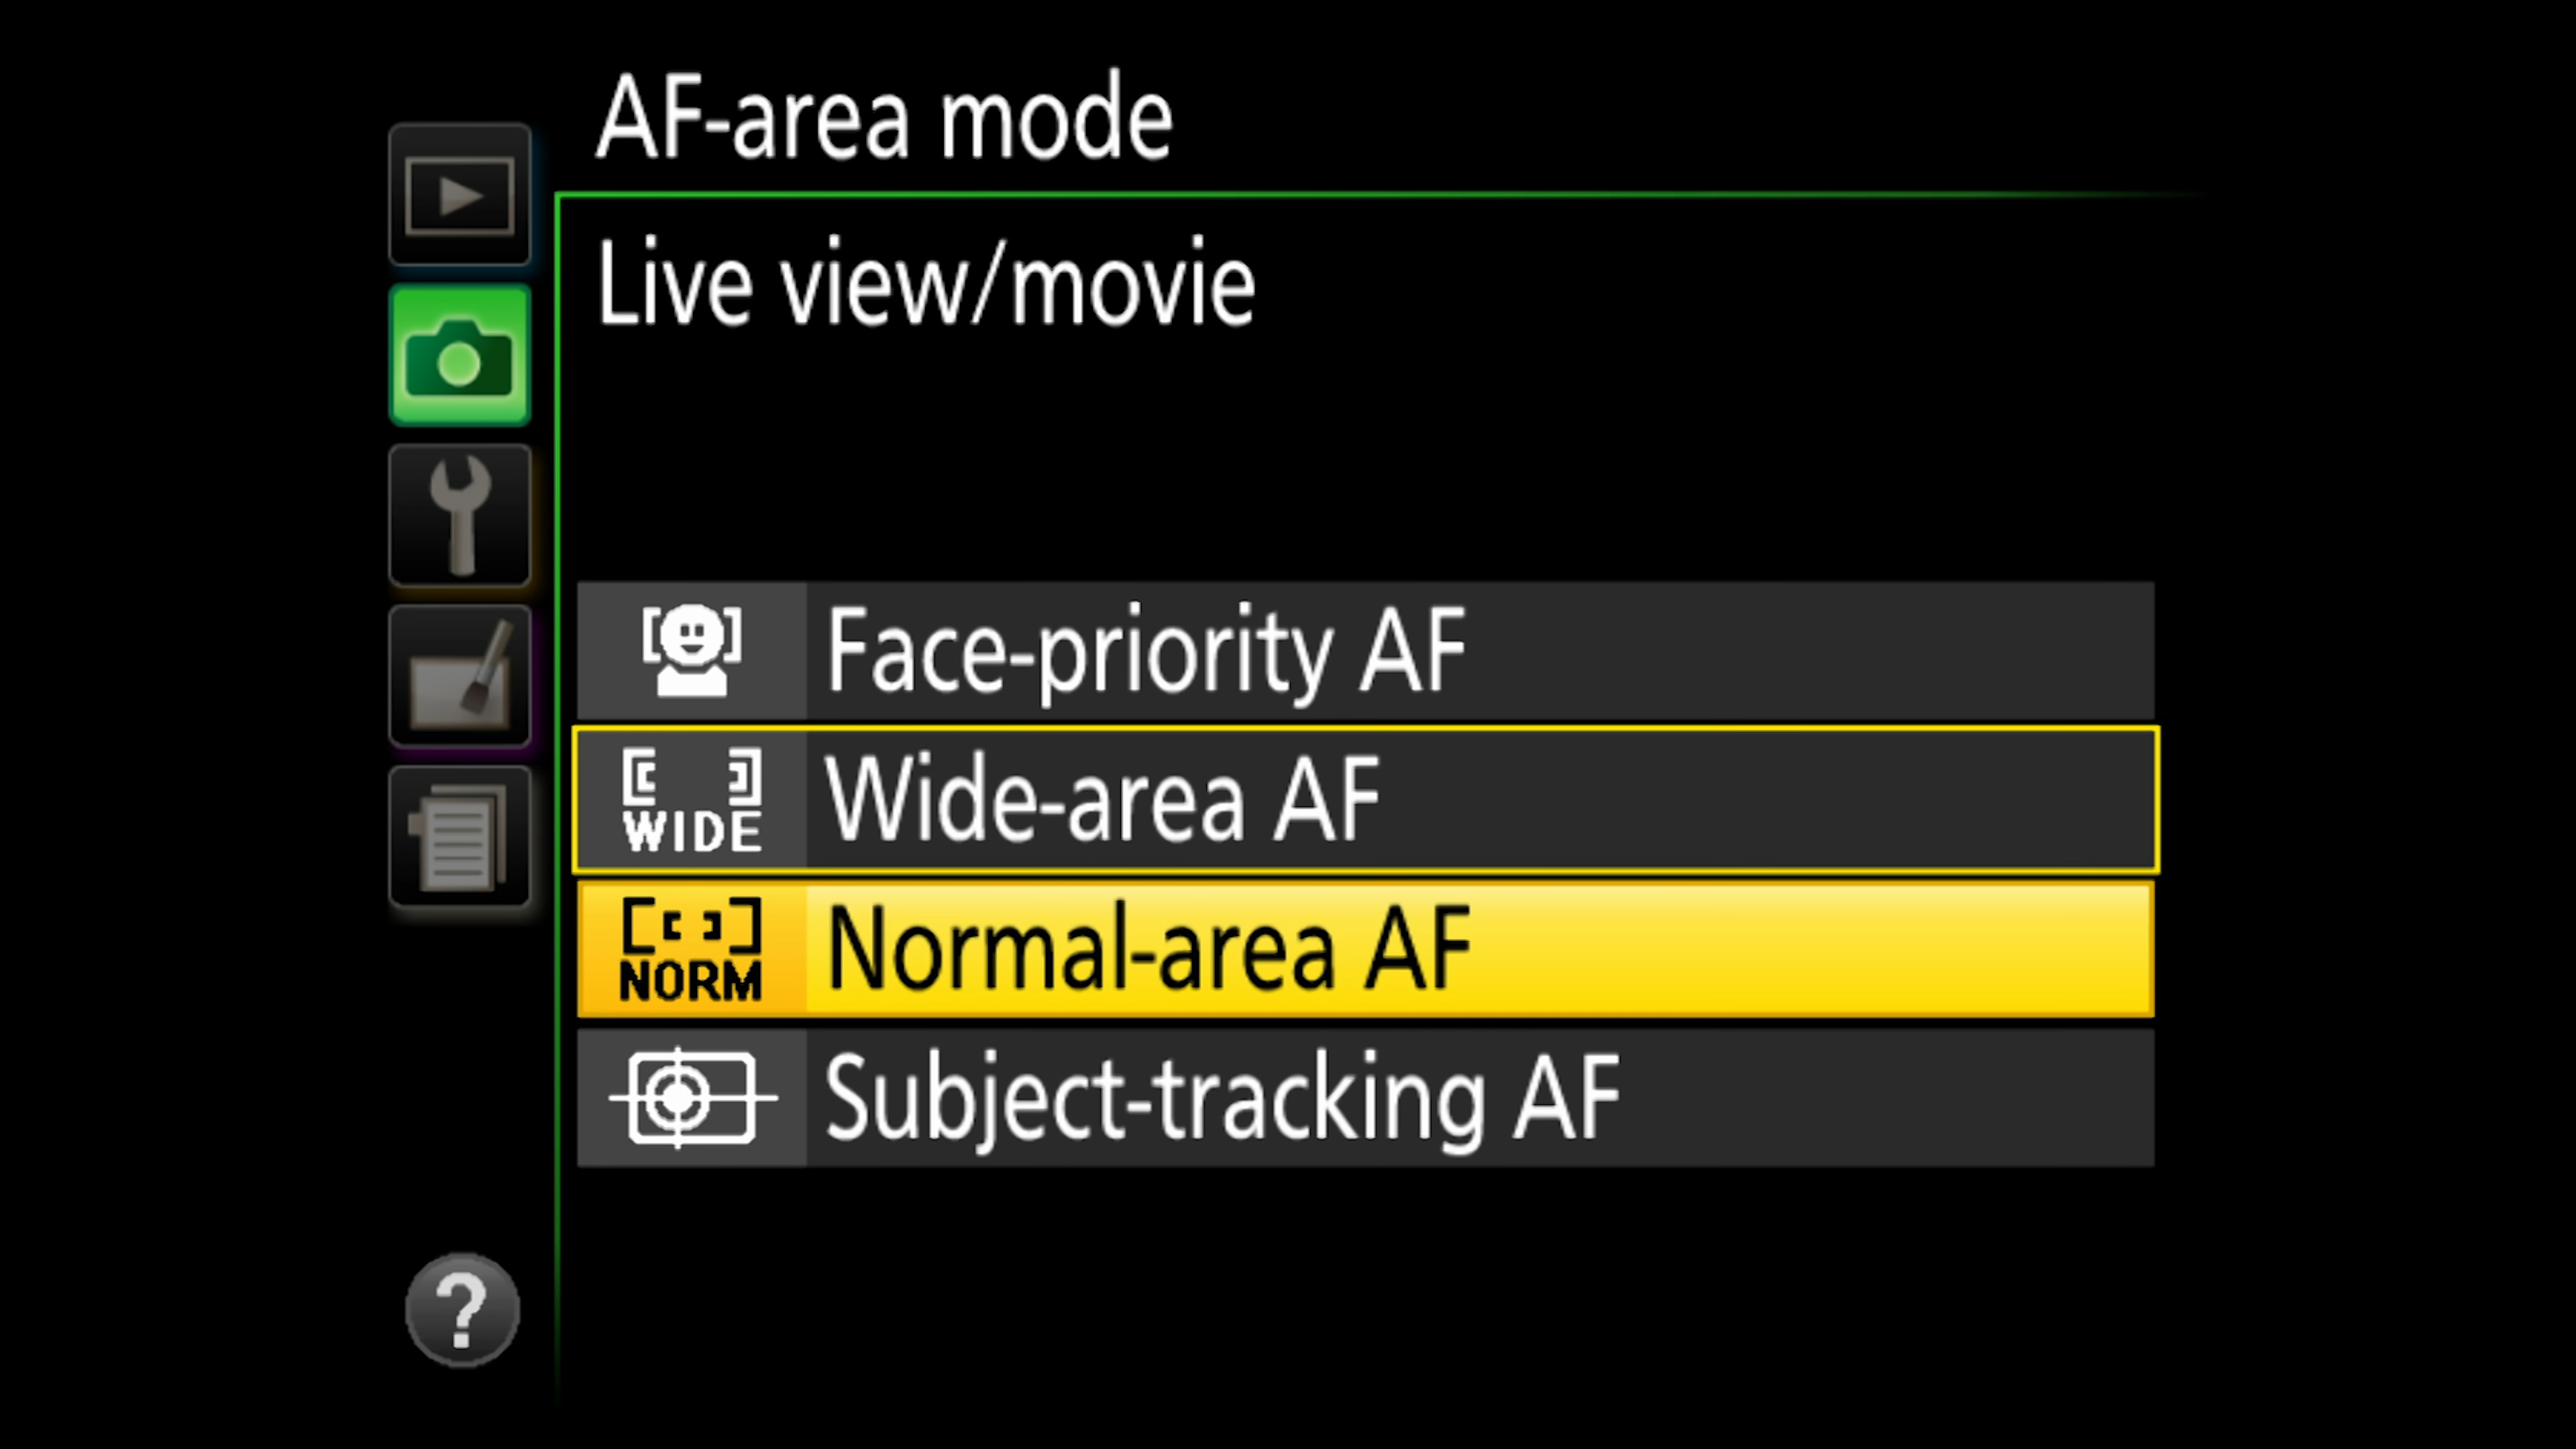 AF-area mode
Live view/movie
Face-priority AF
WIDE Wide-area AF
NORM Normal-area AF
Subject-tracking AF
?